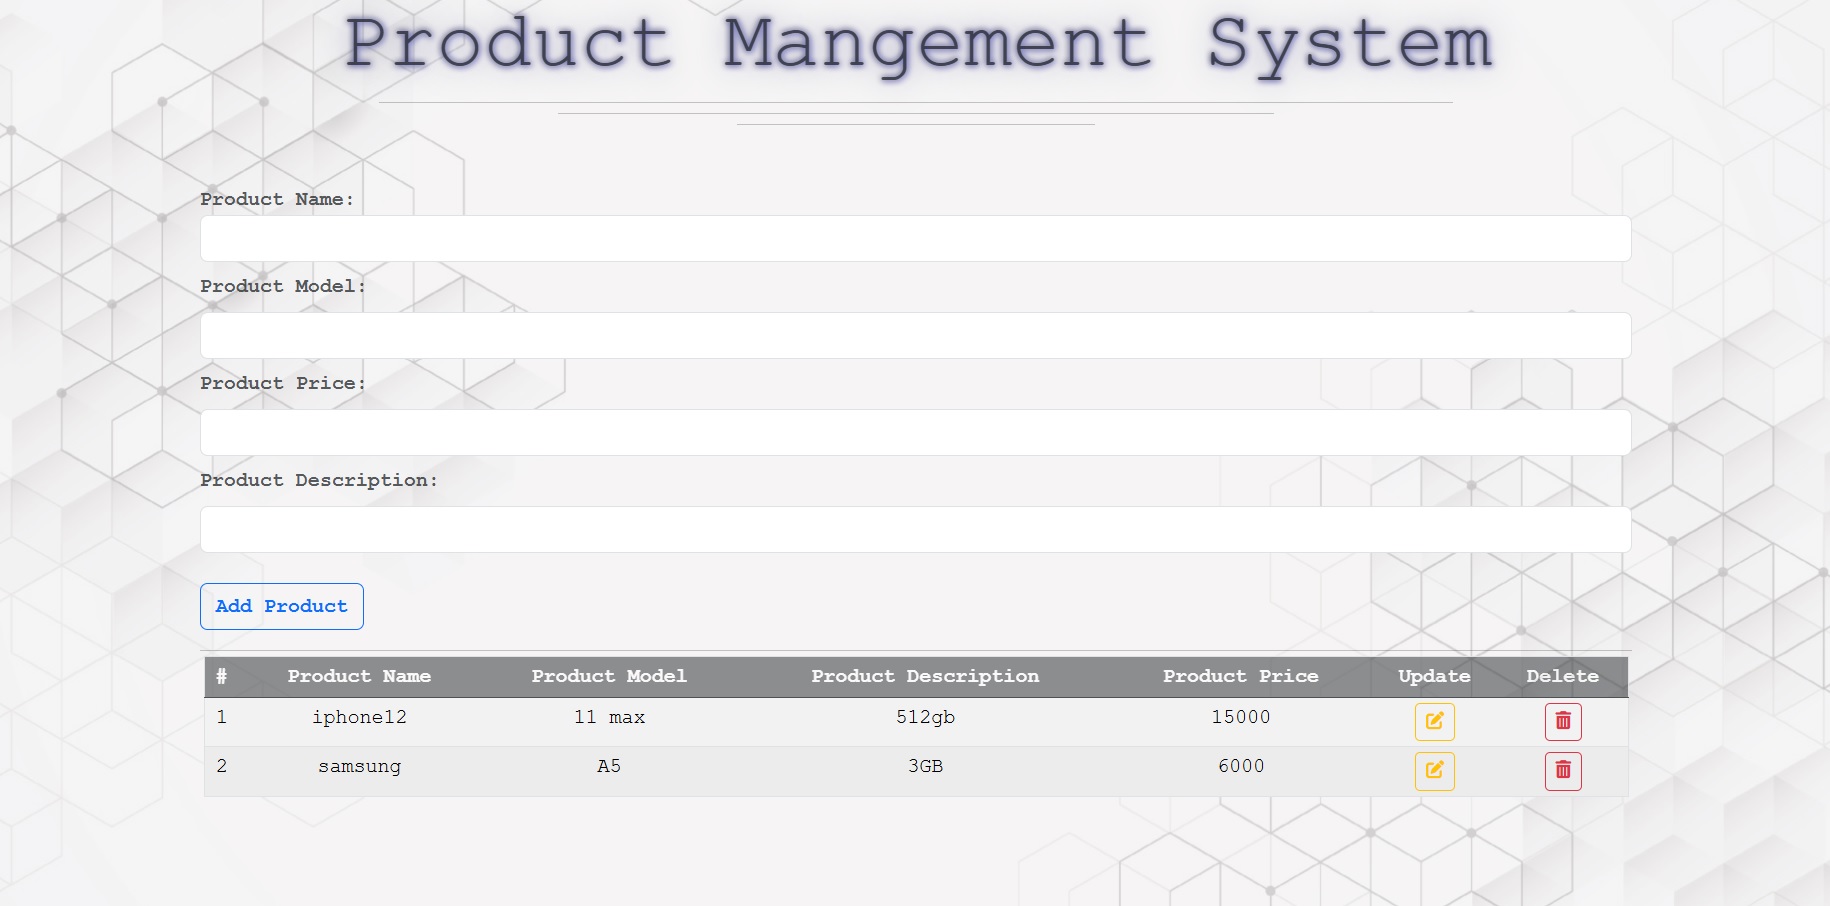 Product Mangement System
Product Name:
Product Model:
Product Price:
Product Description:
Add Product
# Product Name Product Model Product Description Product Price Update Delete
1 iphone12 11 max 512gb 15000
2 samsung A5 3GB 6000